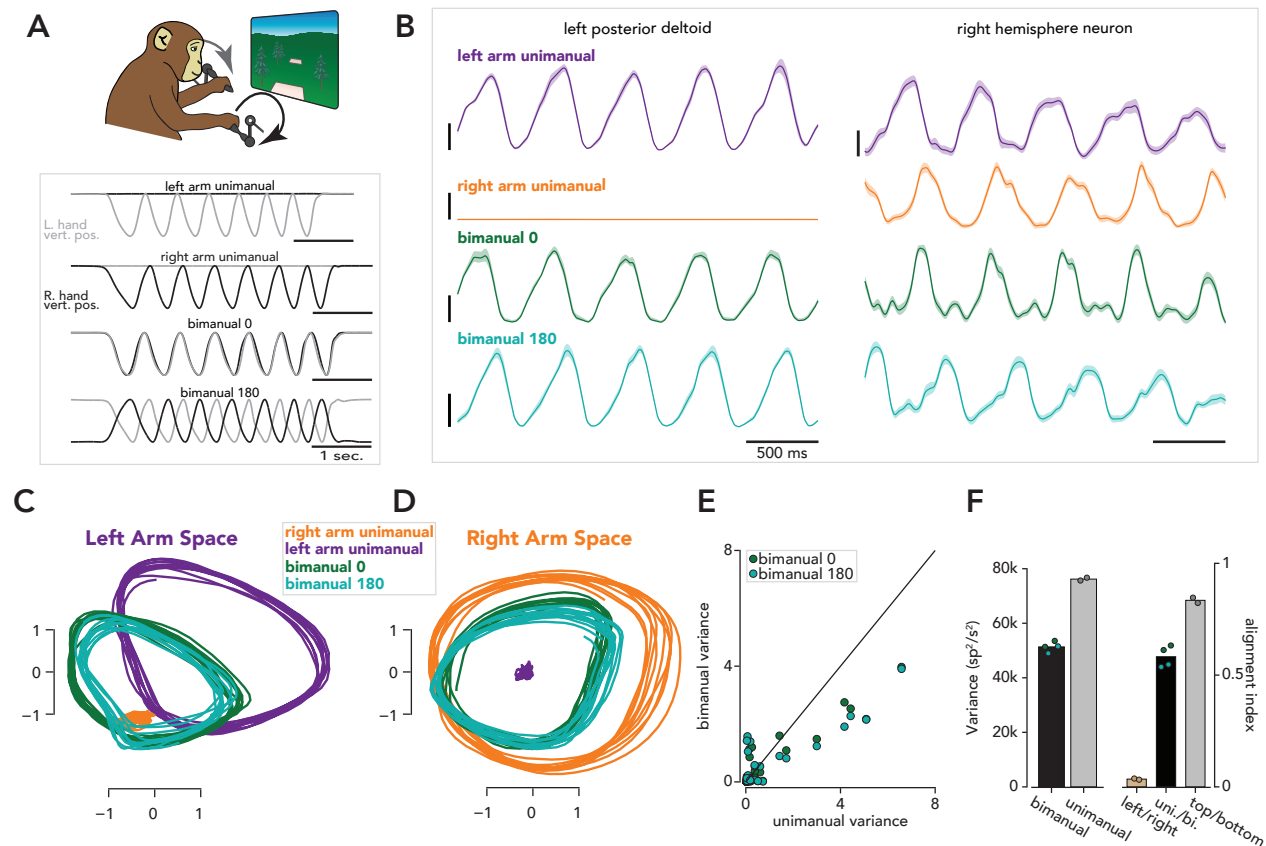 A
left arm unimanual
L. hand
vert. pos.
right arm unimanual
R. hand
vert. pos.
bimanual 0
bimanual 180
1 sec.
B
left posterior deltoid
right hemisphere neuron
left arm unimanual
right arm unimanual
bimanual 0
bimanual 180
500 ms
C
Left Arm Space
1
0
−1
−1
0
1
right arm unimanual
left arm unimanual
bimanual 0
bimanual 180
D
Right Arm Space
1
0
−1
−1
0
1
E
bimanual 0
bimanual 180
bimanual variance
8
4
0
0
4
8
unimanual variance
F
Variance (sp²/s²)
80k
60k
40k
20k
0
1
0.5
0
alignment index
bimanual
unimanual
left/right
uni./bi.
top/bottom